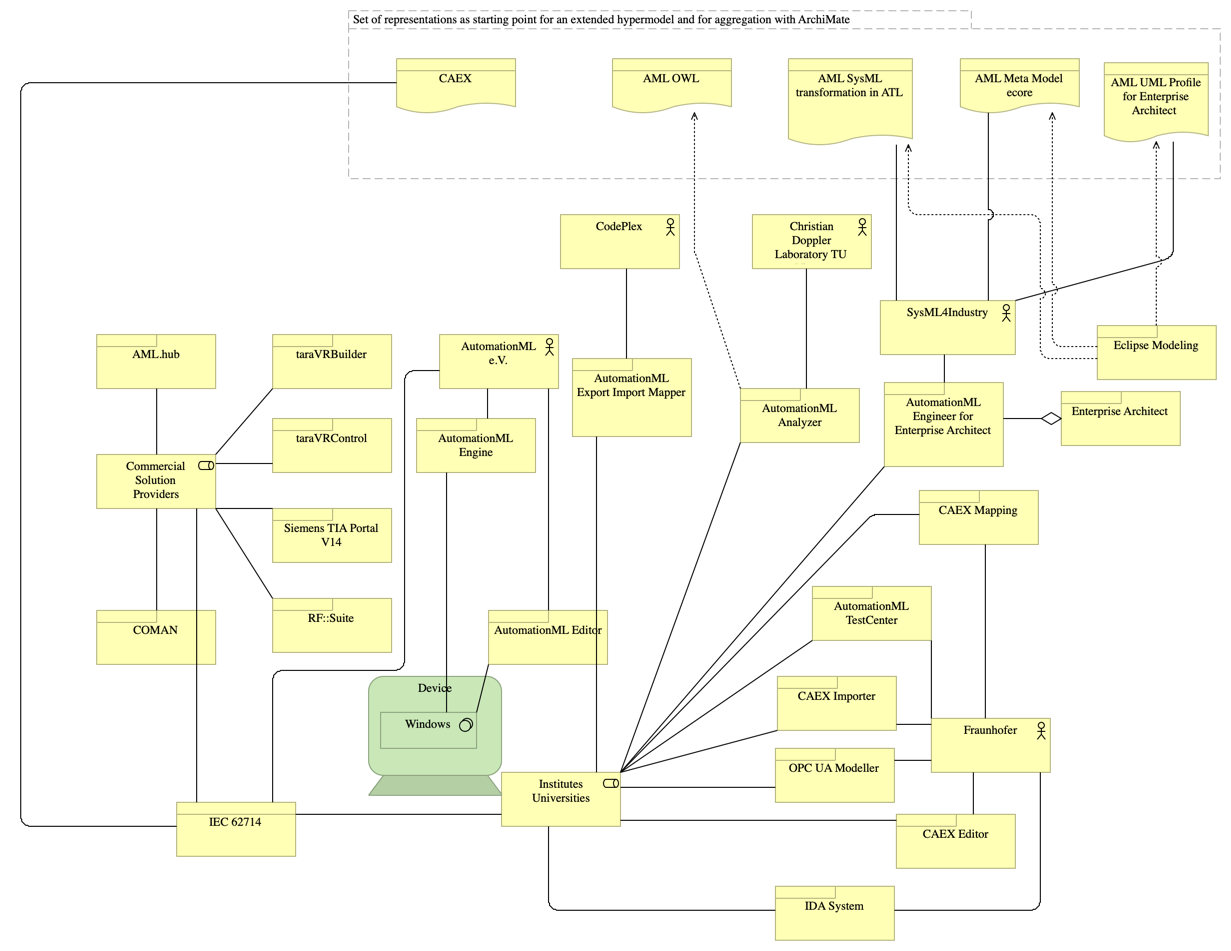 Set of representations as starting point for an extended hypermodel and for aggregation with ArchiMate
CAEX
AML OWL
AML SysML
transformation in ATL
AML Meta Model
ecore
AML UML Profile
for Enterprise
Architect
CodePlex
Christian
Doppler
Laboratory TU
SysML4Industry
Eclipse Modeling
AML.hub
taraVRBuilder
AutomationML
e.V.
AutomationML
Export Import Mapper
AutomationML
Analyzer
AutomationML
Engineer for
Enterprise Architect
Enterprise Architect
taraVRControl
AutomationML
Engine
Commercial
Solution
Providers
Siemens TIA Portal
V14
CAEX Mapping
COMAN
RF::Suite
AutomationML Editor
AutomationML
TestCenter
Device
Windows
CAEX Importer
Fraunhofer
OPC UA Modeller
Institutes
Universities
IEC 62714
CAEX Editor
IDA System